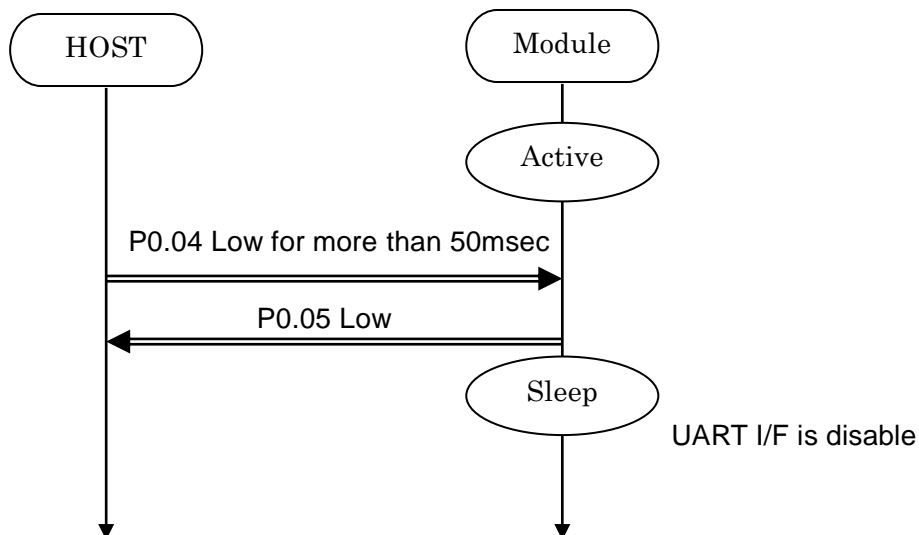 HOST
Module
Active
P0.04 Low for more than 50msec
P0.05 Low
Sleep
UART I/F is disable